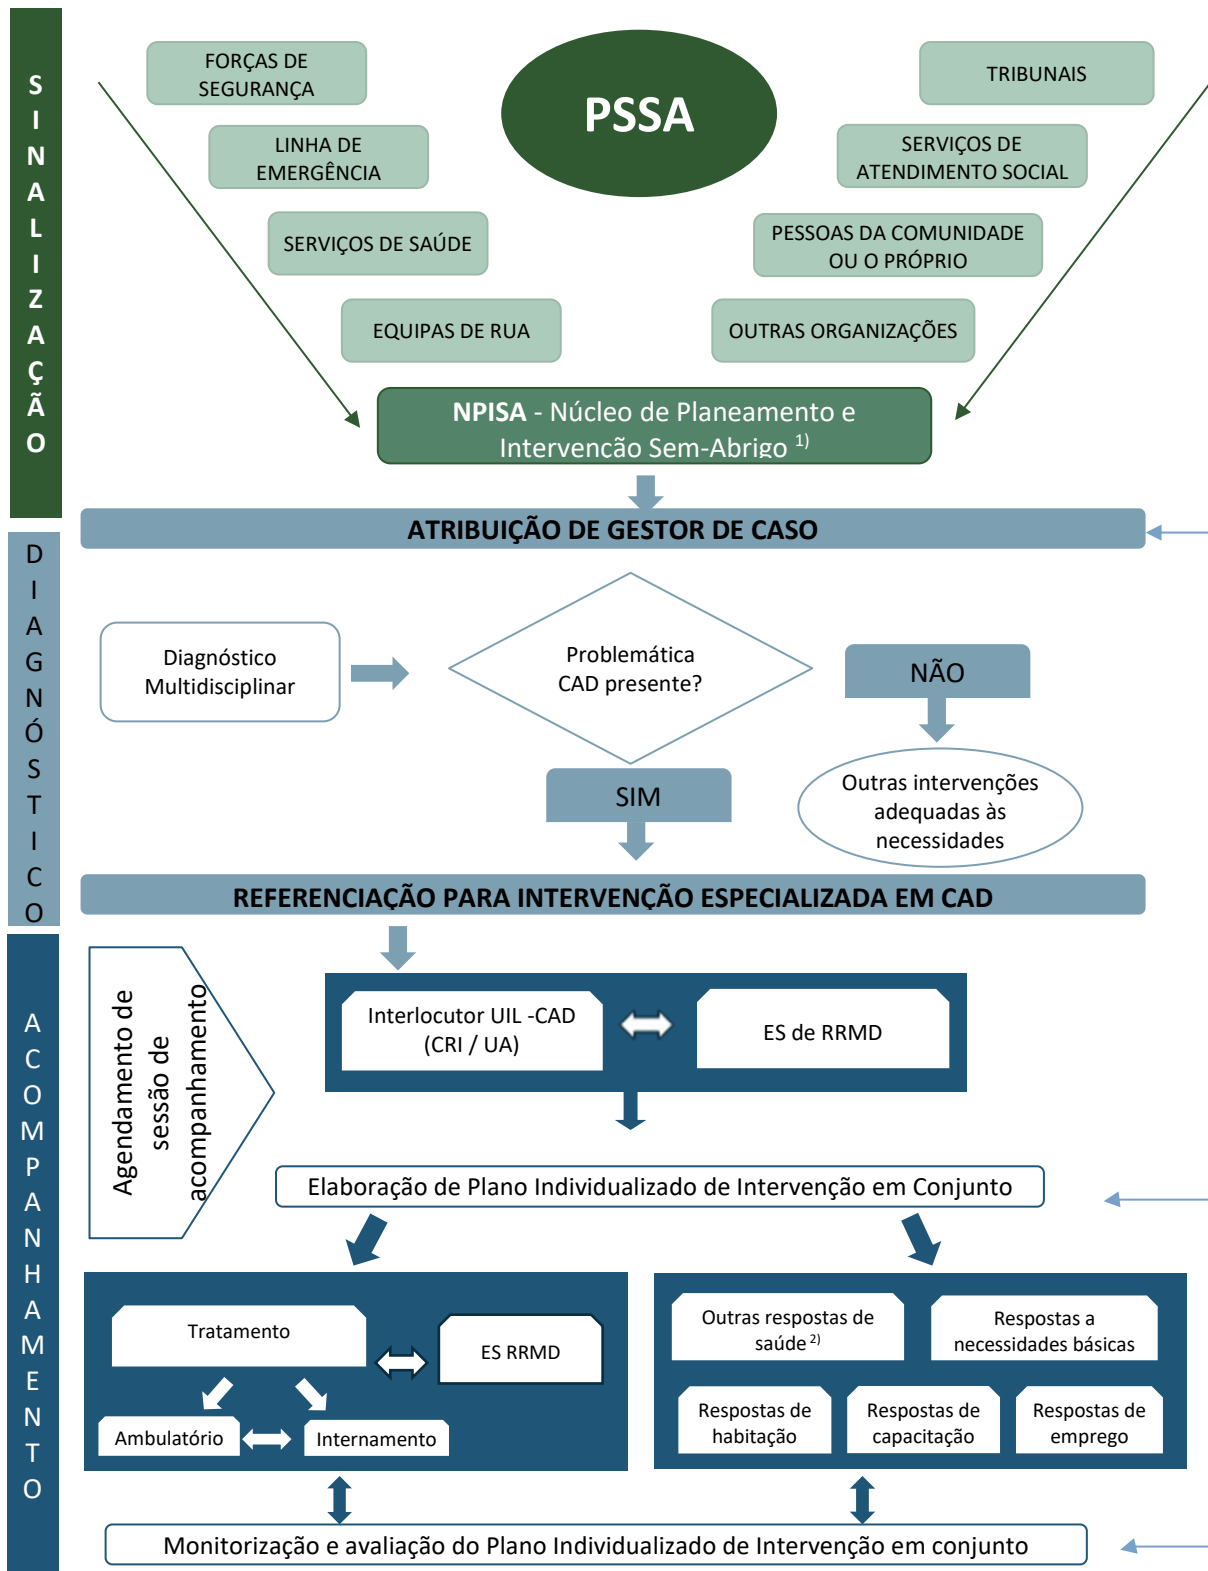 SINALIZAÇÃO
PSSA
FORÇAS DE
SEGURANÇA
TRIBUNAIS
LINHA DE
EMERGÊNCIA
SERVIÇOS DE
ATENDIMENTO SOCIAL
SERVIÇOS DE SAÚDE
PESSOAS DA COMUNIDADE
OU O PRÓPRIO
EQUIPAS DE RUA
OUTRAS ORGANIZAÇÕES
NPISA - Núcleo de Planeamento e
Intervenção Sem-Abrigo 1)
DIAGNÓSTICO
ATRIBUIÇÃO DE GESTOR DE CASO
Diagnóstico
Multidisciplinar
Problemática
CAD presente?
NÃO
SIM
Outras intervenções
adequadas às
necessidades
REFERENCIAÇÃO PARA INTERVENÇÃO ESPECIALIZADA EM CAD
ACOMPANHAMENTO
Agendamento de
sessão de
acompanhamento
Interlocutor UIL -CAD
(CRI / UA)
ES de RRMD
Elaboração de Plano Individualizado de Intervenção em Conjunto
Tratamento
ES RRMD
Ambulatório
Internamento
Outras respostas de
saúde 2)
Respostas a
necessidades básicas
Respostas de
habitação
Respostas de
capacitação
Respostas de
emprego
Monitorização e avaliação do Plano Individualizado de Intervenção em conjunto